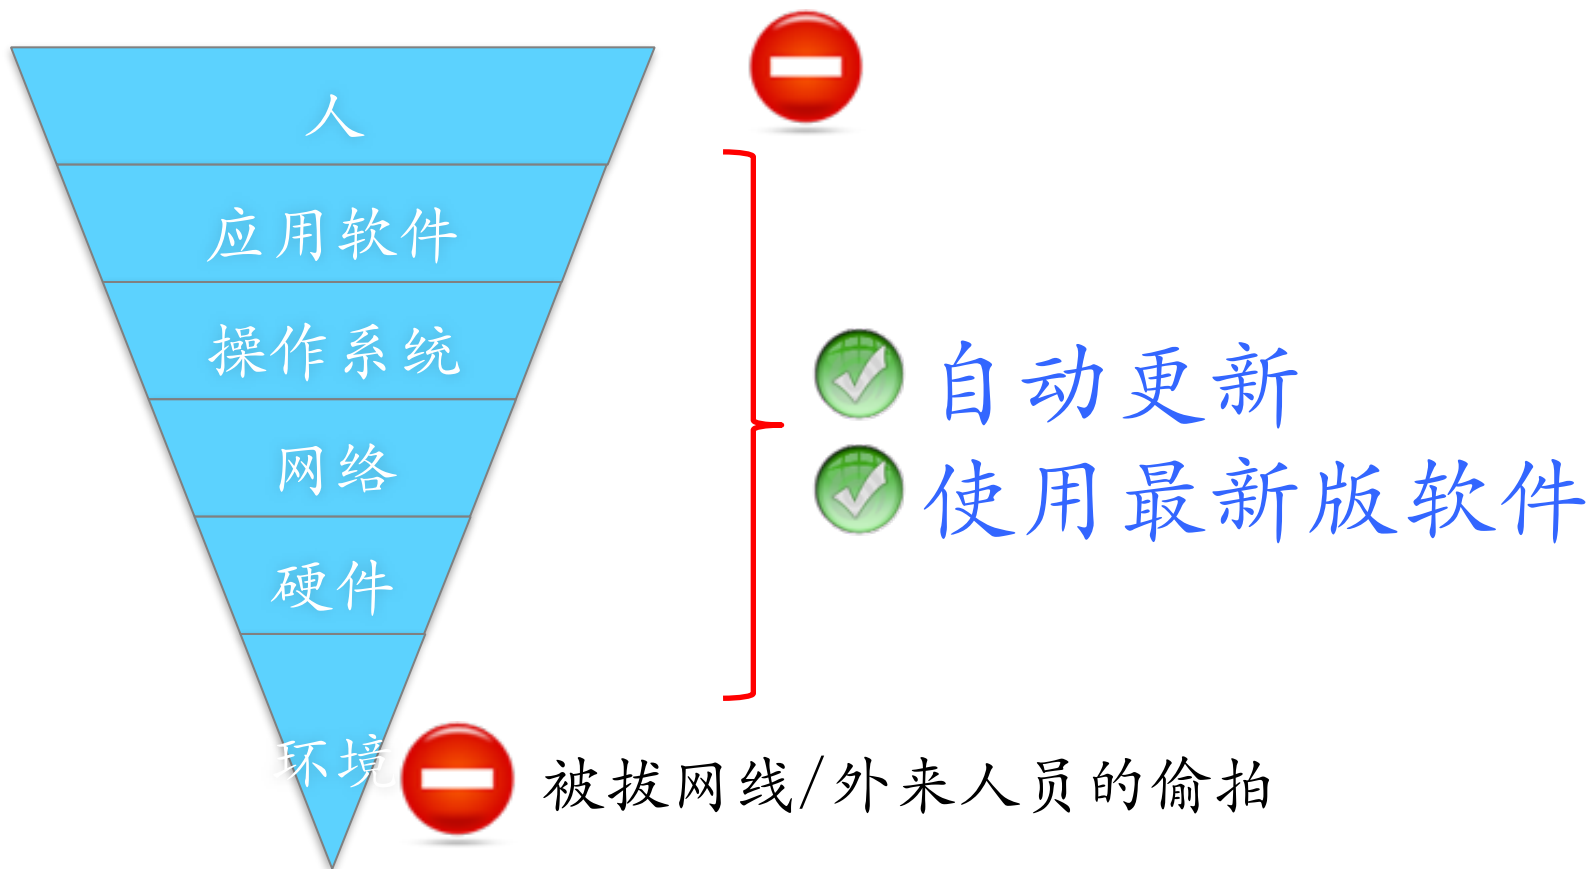 人
应用软件
操作系统
网络
硬件
环境
自动更新
使用最新版软件
被拔网线/外来人员的偷拍